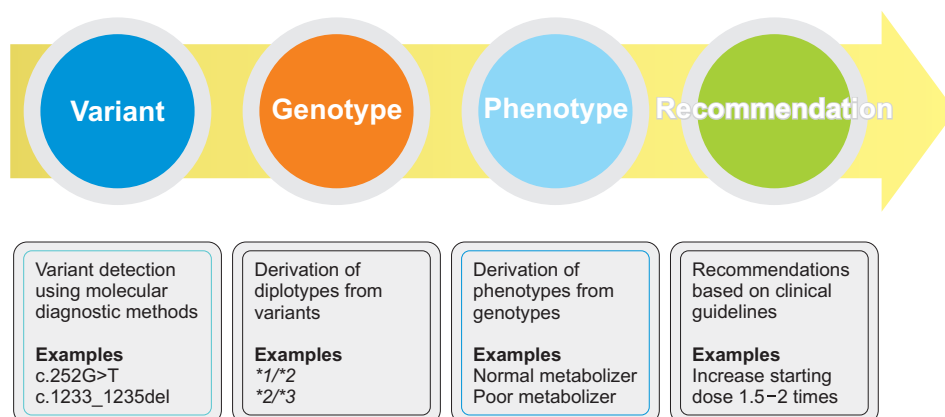 Variant
Genotype
Phenotype
Recommendation
Variant detection
using molecular
diagnostic methods
Examples
c.252G>T
c.1233_1235del
Derivation of
diplotypes from
variants
Examples
*1/*2
*2/*3
Derivation of
phenotypes from
genotypes
Examples
Normal metabolizer
Poor metabolizer
Recommendations
based on clinical
guidelines
Examples
Increase starting
dose 1.5−2 times